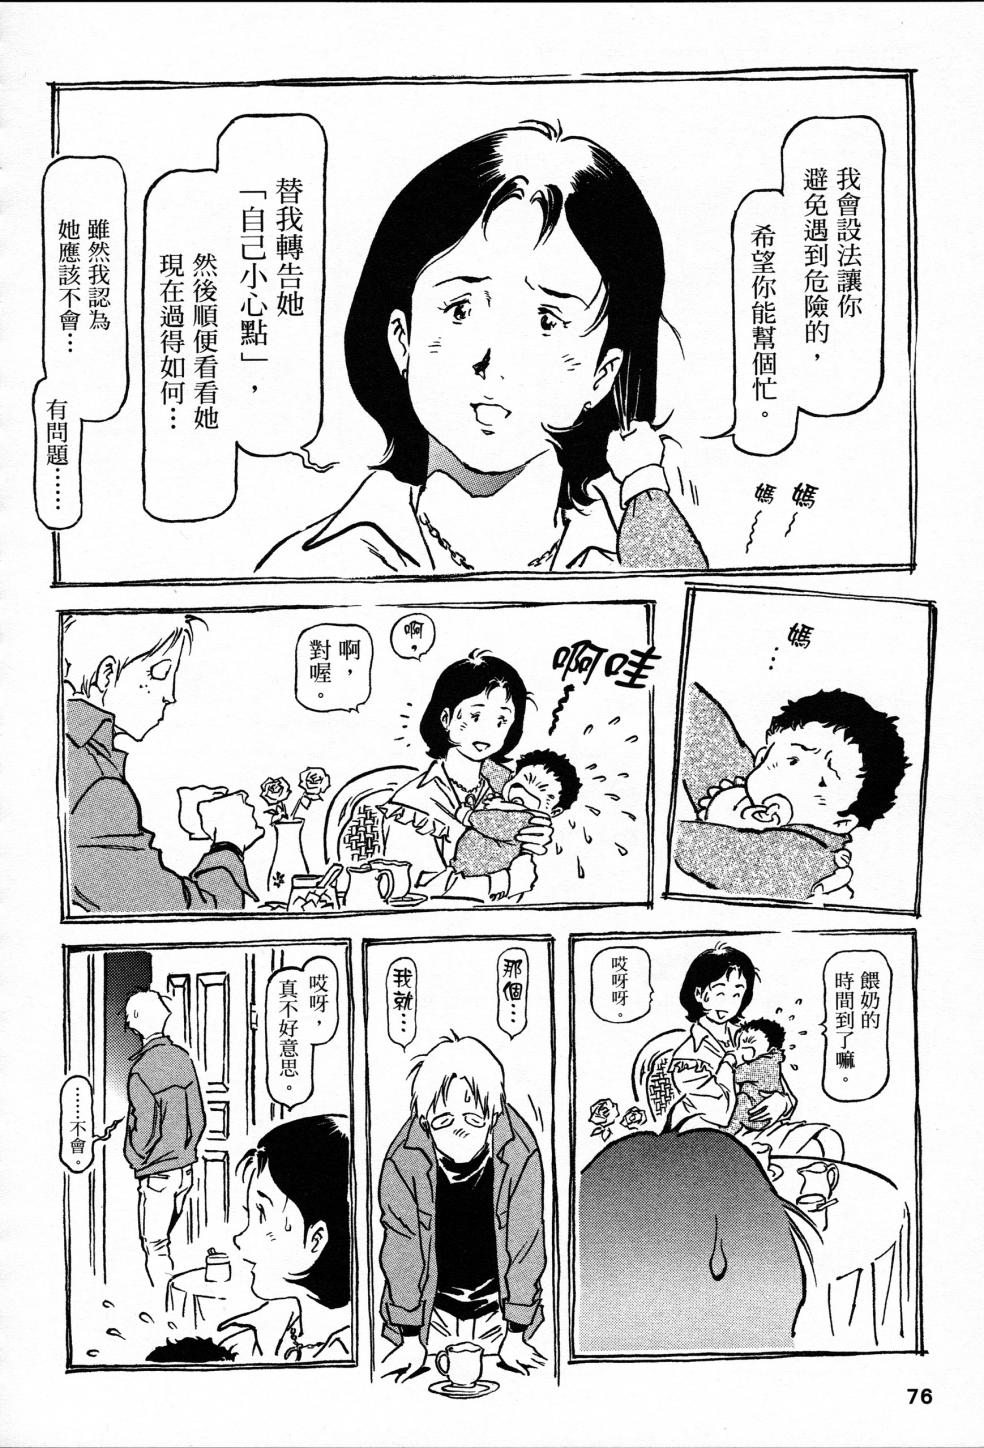 我會設法讓你
避免遇到危險的，
希望你能幫個忙。
媽
媽
替我轉告她
「自己小心點」，
然後順便看看她
現在過得如何…
雖然我認為
她應該不會…
有問題……
媽…
啊哇
啊，
啊，
對喔。
餵奶的
時間到了嘛。
哎呀呀。
那個…
我就…
哎呀，
真不好意思。
……不會。
76